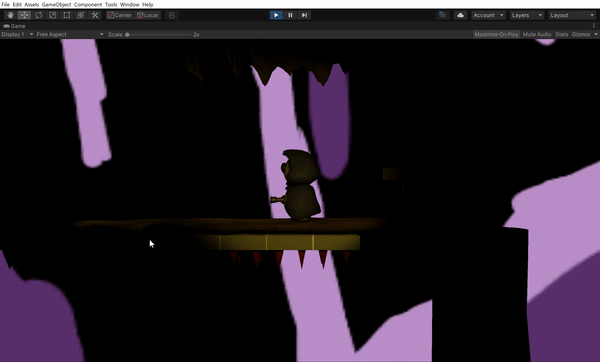 File Edit Assets GameObject Component Tools Window Help
Center Local Account Layers Layout
Game
Display 1 Free Aspect Scale 2x Maximize On Play Mute Audio Stats Gizmos